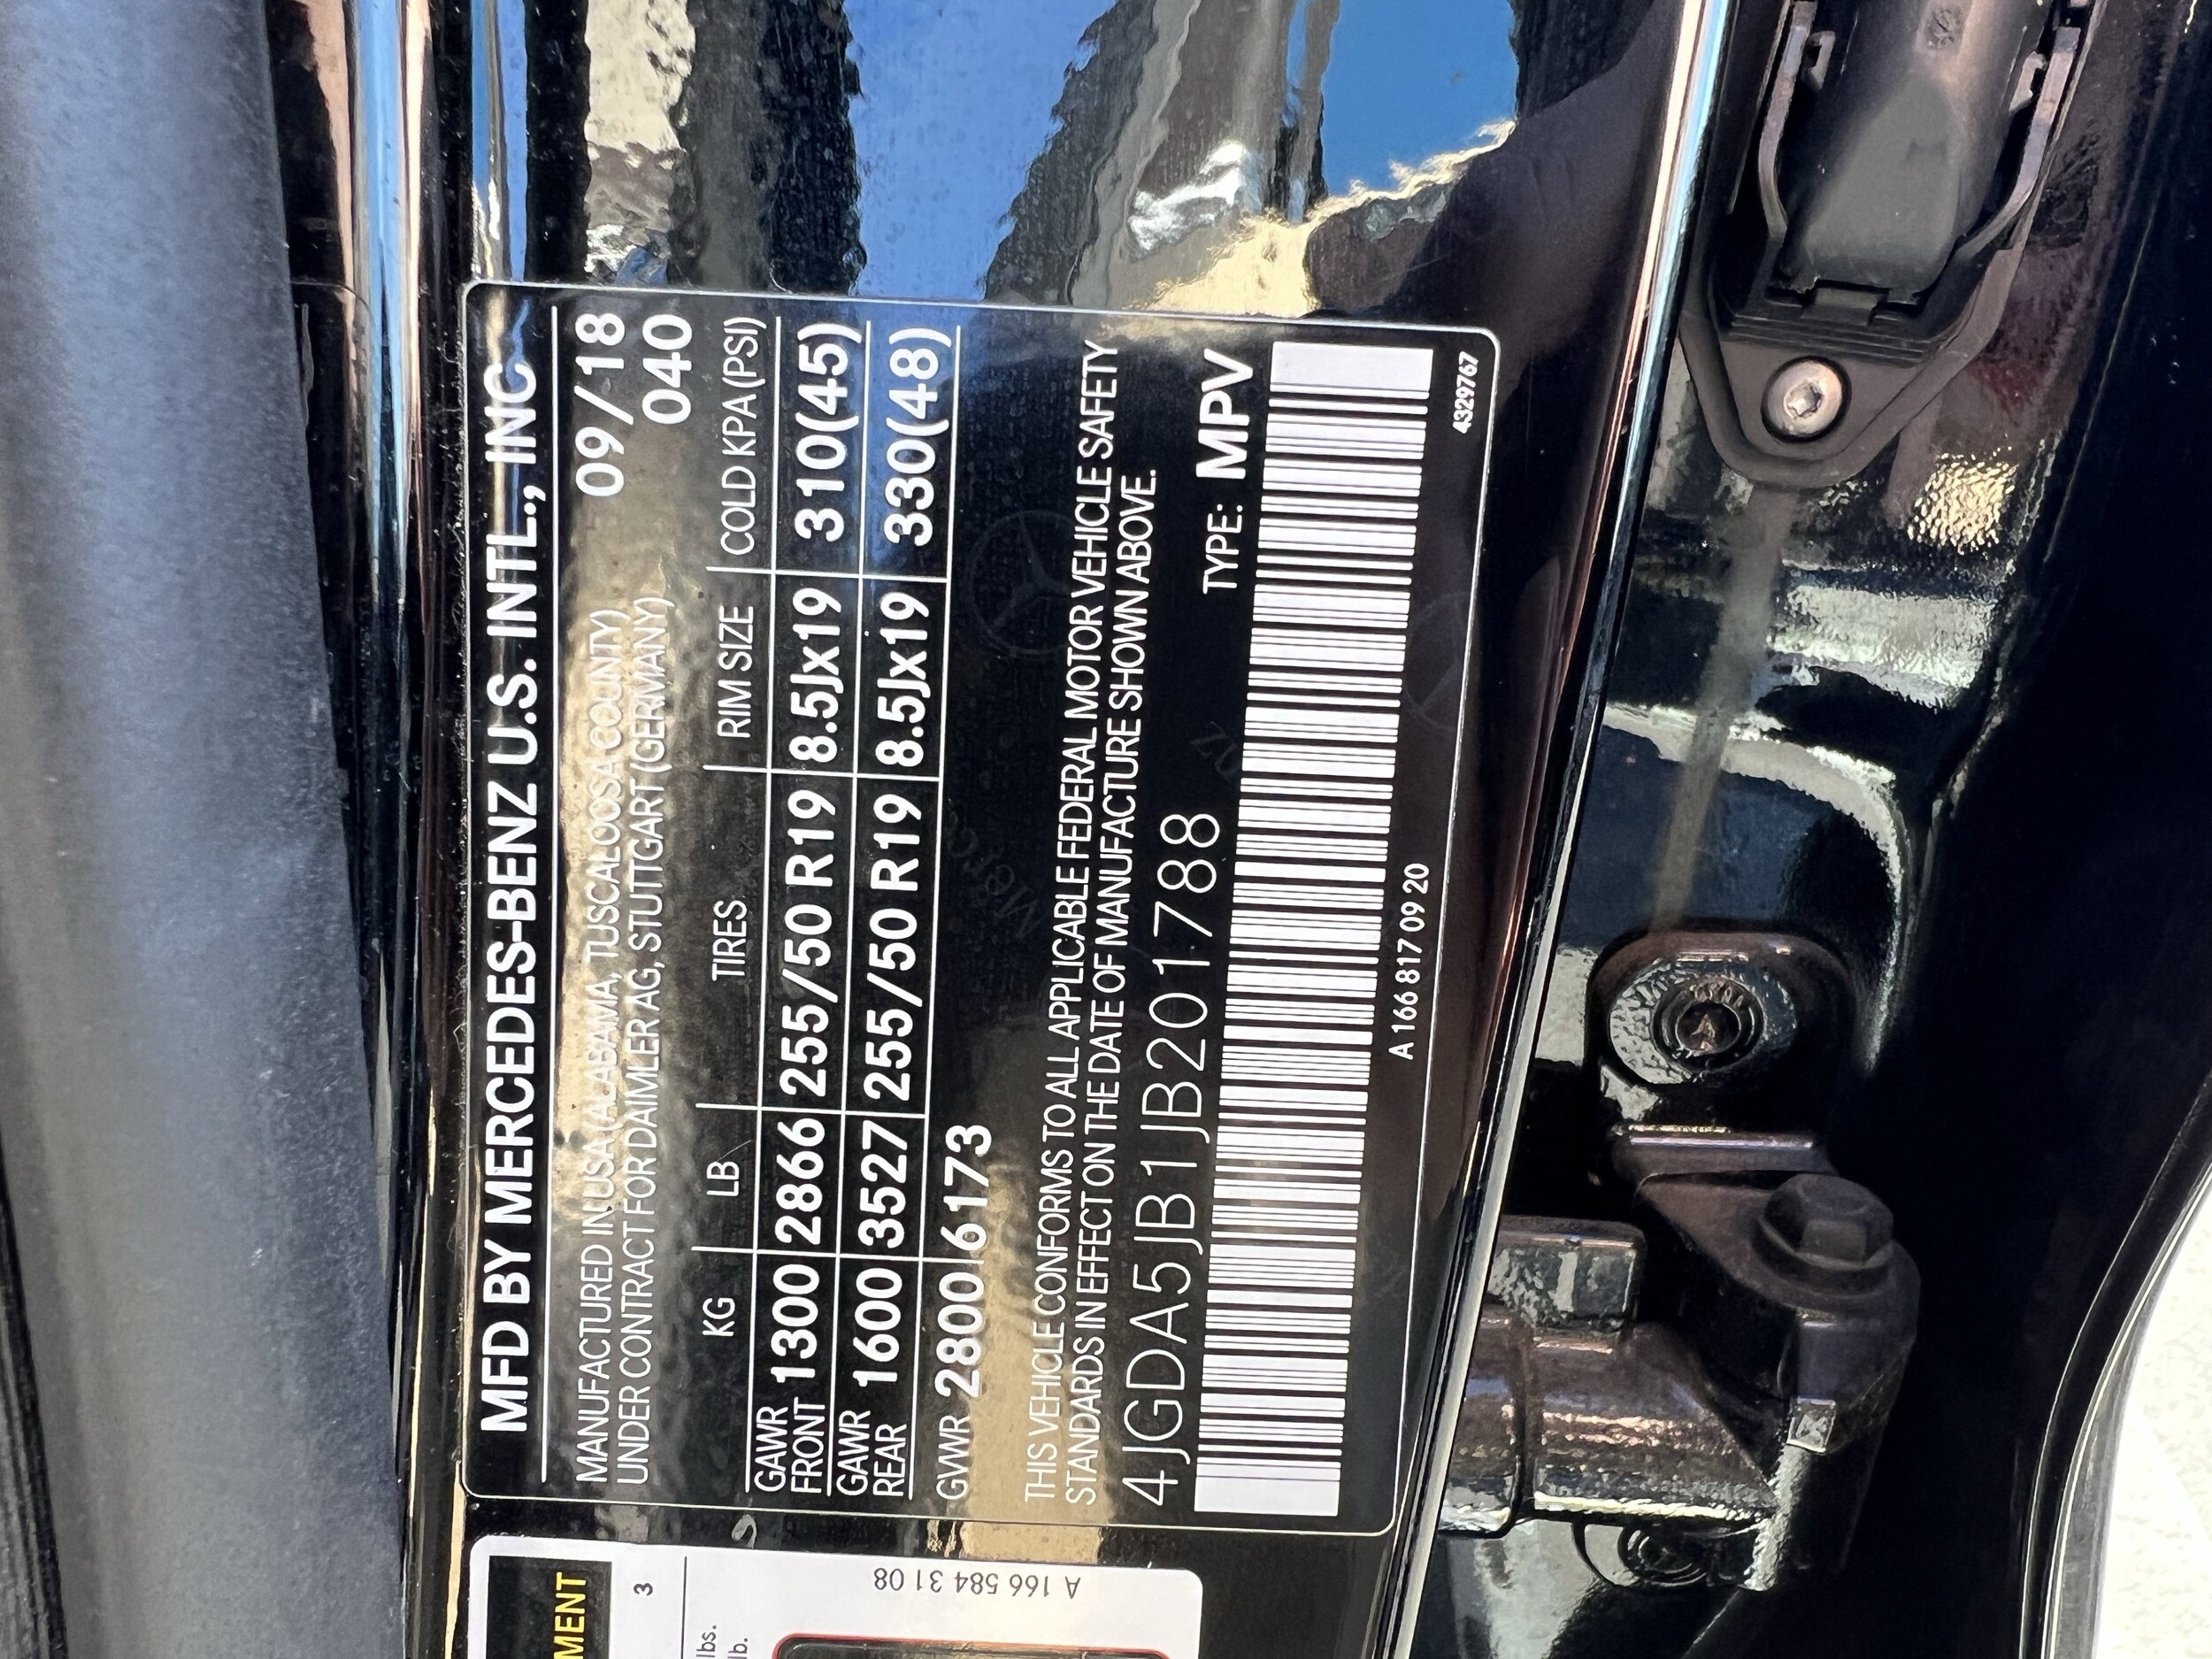 MFD BY MERCEDES-BENZ U.S. INTL., INC
09/18
MANUFACTURED IN USA (ALABAMA, TUSCALOOSA COUNTY)
UNDER CONTRACT FOR DAIMLER AG, STUTTGART (GERMANY)
040
KG LB TIRES RIM SIZE COLD KPA (PSI)
GAWR FRONT 1300 2866 255/50 R19 8.5Jx19 310(45)
GAWR REAR 1600 3527 255/50 R19 8.5Jx19 330(48)
GVWR 2800 6173
THIS VEHICLE CONFORMS TO ALL APPLICABLE FEDERAL MOTOR VEHICLE SAFETY
STANDARDS IN EFFECT ON THE DATE OF MANUFACTURE SHOWN ABOVE.
4JGDA5JB1JB201788 TYPE: MPV
A 166 817 09 20
4329767
MENT
3
lbs.
lb.
A 166 584 31 08